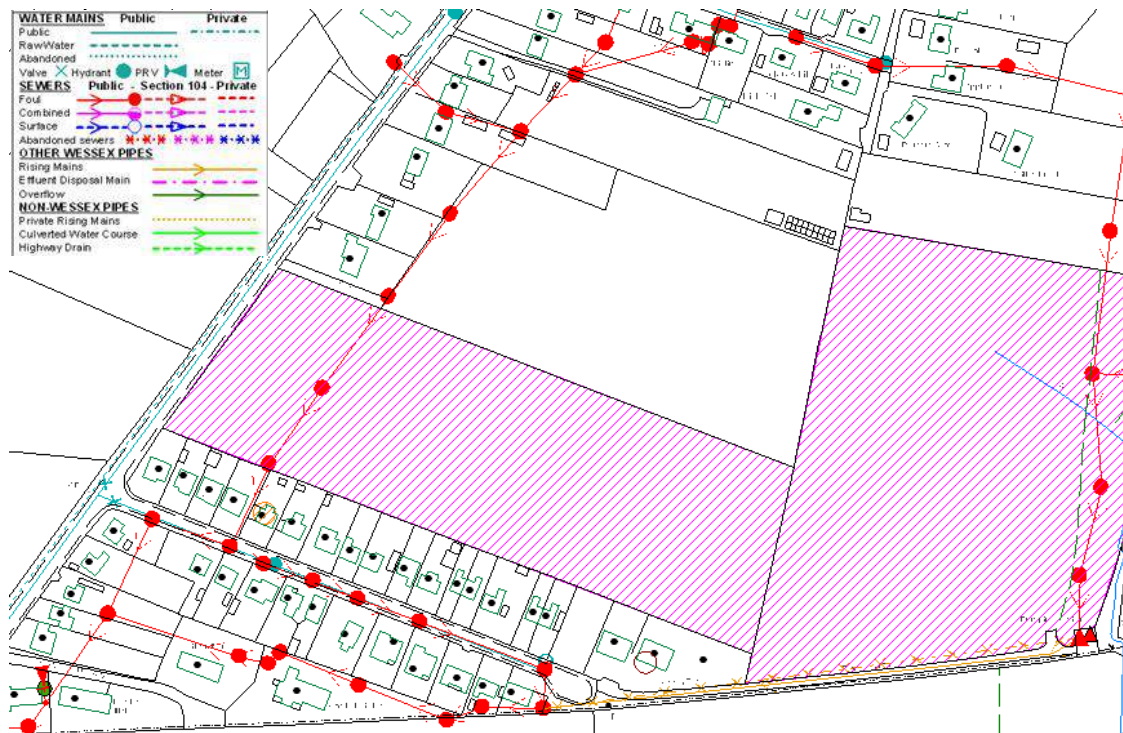 WATER MAINS Public Private
Public
RawWater
Abandoned
Valve Hydrant PRV Meter M
SEWERS Public - Section 104 - Private
Foul
Combined
Surface
Abandoned sewers
OTHER WESSEX PIPES
Rising Mains
Effluent Disposal Main
Overflow
NON-WESSEX PIPES
Private Rising Mains
Culverted Water Course
Highway Drain